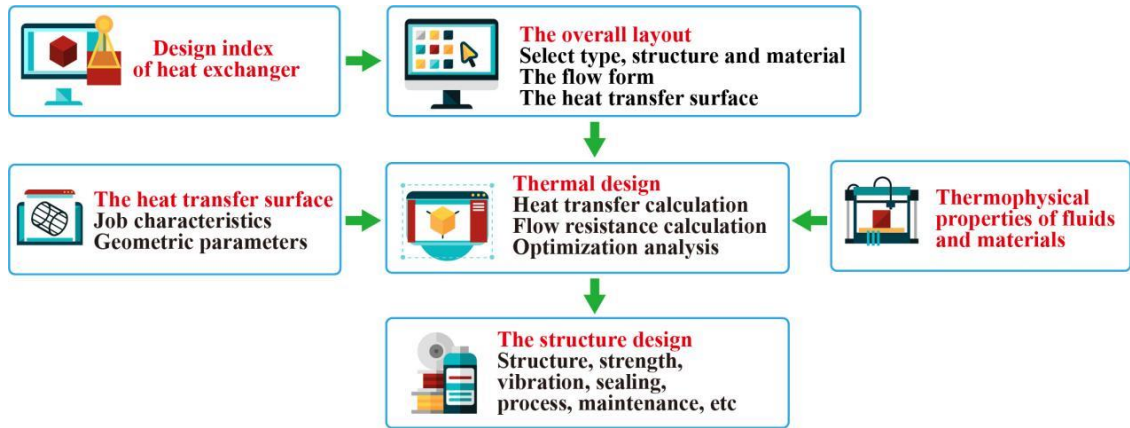 Design index
of heat exchanger
The overall layout
Select type, structure and material
The flow form
The heat transfer surface
The heat transfer surface
Job characteristics
Geometric parameters
Thermal design
Heat transfer calculation
Flow resistance calculation
Optimization analysis
Thermophysical
properties of fluids
and materials
The structure design
Structure, strength,
vibration, sealing,
process, maintenance, etc